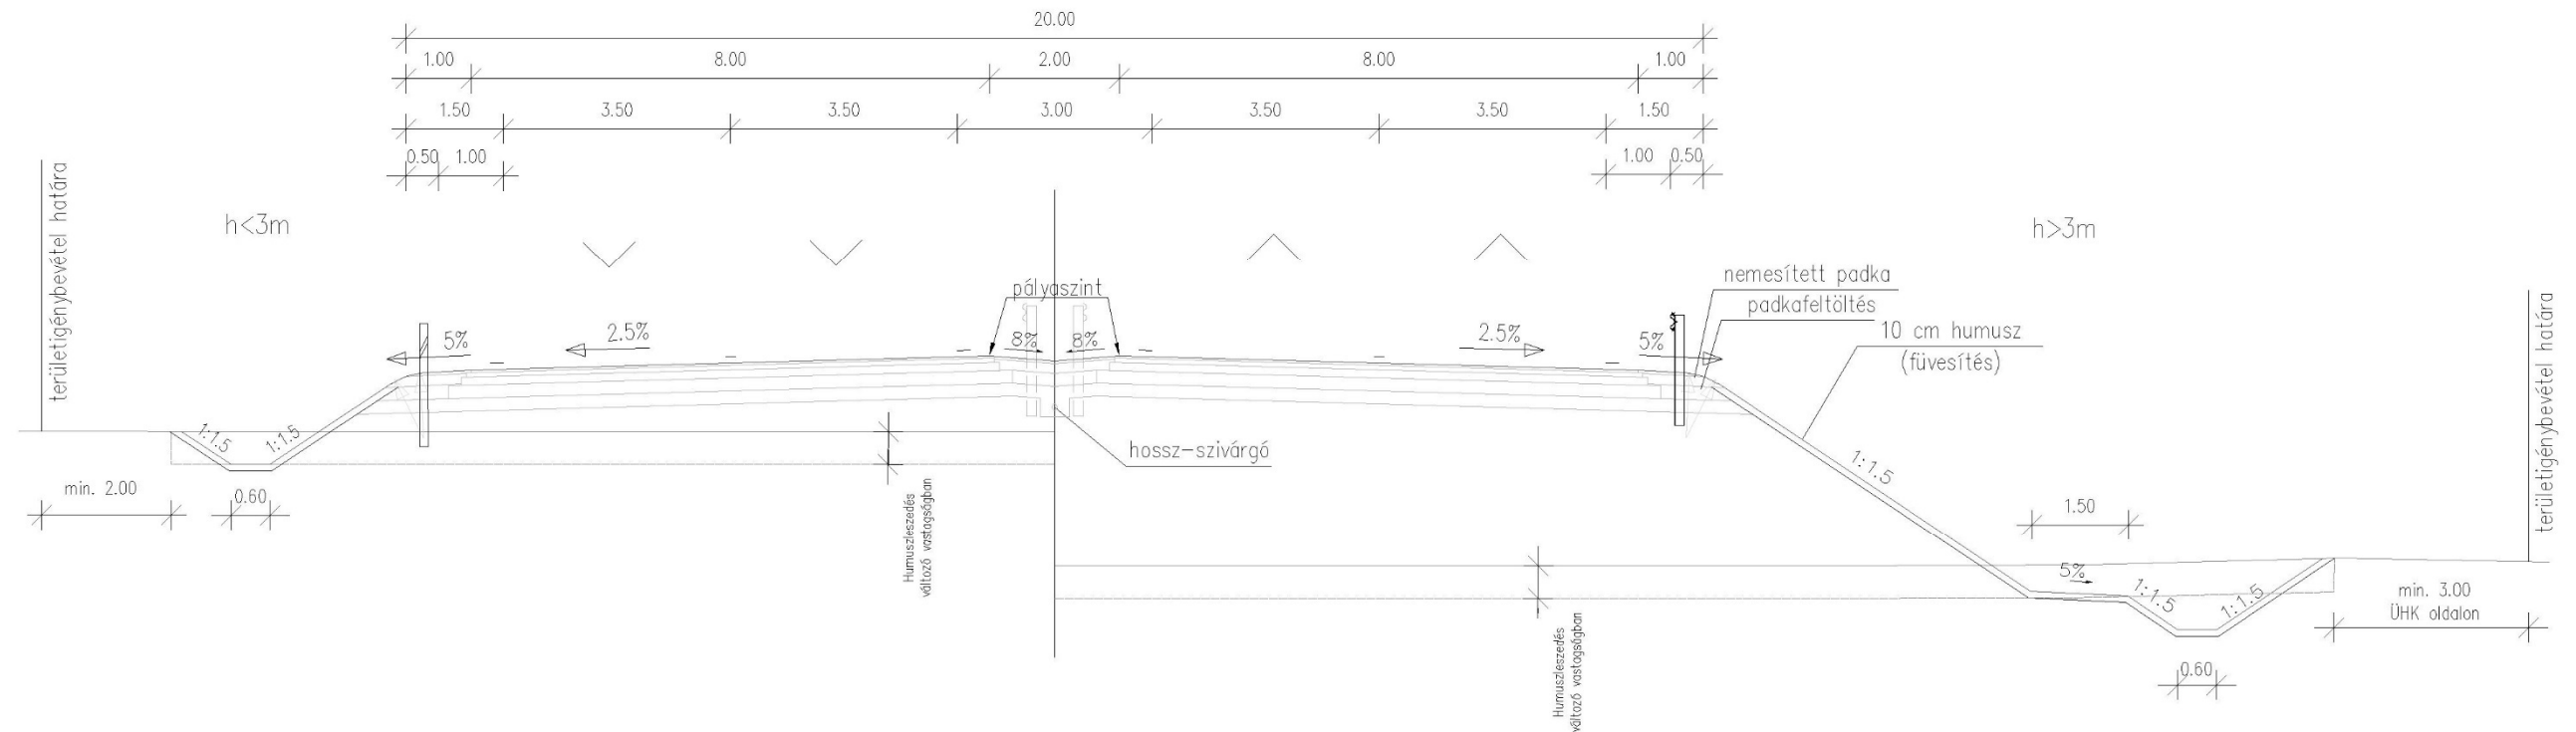 20.00
1.00 8.00 2.00 8.00 1.00
1.50 3.50 3.50 3.00 3.50 3.50 1.50
0.50 1.00 1.00 0.50
területigénybevétel határa
h<3m
h>3m
pályaszint
nemesített padka
padkafeltöltés
10 cm humusz
(füvesítés)
területigénybevétel határa
5% 2.5% 8% 8% 2.5% 5%
1:1.5 1:1.5
hossz-szivárgó
1:1.5
min. 2.00
0.60
Humuszleszedés
változó vastagságban
1.50
5%
1:1.5 1:1.5
min. 3.00
ÜHK oldalon
Humuszleszedés
változó vastagságban
0.60